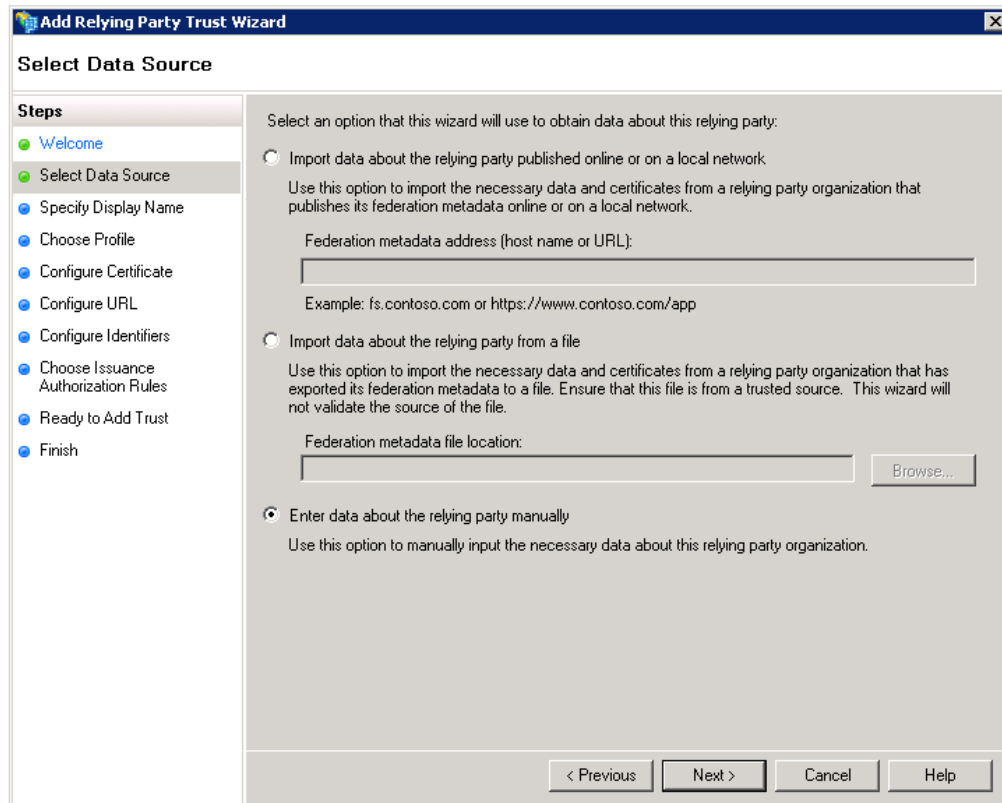 Add Relying Party Trust Wizard
Select Data Source
Steps
Welcome
Select Data Source
Specify Display Name
Choose Profile
Configure Certificate
Configure URL
Configure Identifiers
Choose Issuance
Authorization Rules
Ready to Add Trust
Finish
Select an option that this wizard will use to obtain data about this relying party:
Import data about the relying party published online or on a local network
Use this option to import the necessary data and certificates from a relying party organization that
publishes its federation metadata online or on a local network.
Federation metadata address (host name or URL):
Example: fs.contoso.com or https://www.contoso.com/app
Import data about the relying party from a file
Use this option to import the necessary data and certificates from a relying party organization that has
exported its federation metadata to a file. Ensure that this file is from a trusted source.  This wizard will
not validate the source of the file.
Federation metadata file location:
Browse...
Enter data about the relying party manually
Use this option to manually input the necessary data about this relying party organization.
< Previous
Next >
Cancel
Help